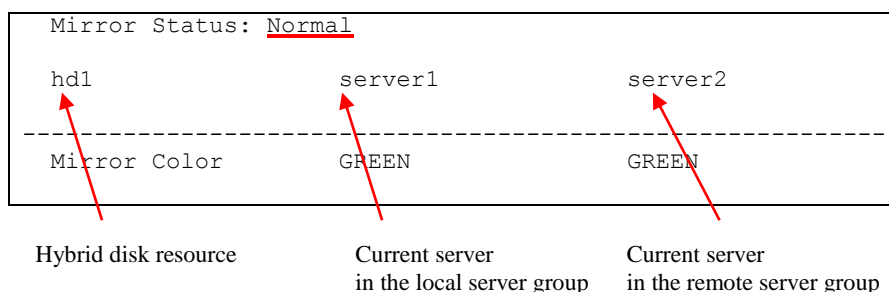 Mirror Status: Normal
hd1 server1 server2
--------------------------------------------------------------
Mirror Color GREEN GREEN
Hybrid disk resource Current server Current server
in the local server group in the remote server group